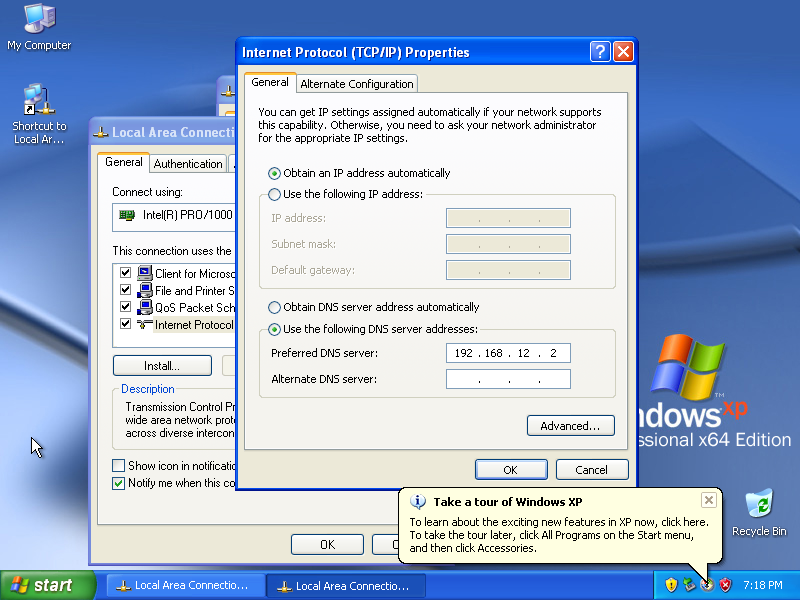 My Computer
Shortcut to
Local Ar...
Internet Protocol (TCP/IP) Properties
General
Alternate Configuration
You can get IP settings assigned automatically if your network supports
this capability. Otherwise, you need to ask your network administrator
for the appropriate IP settings.
Obtain an IP address automatically
Use the following IP address:
IP address:
Subnet mask:
Default gateway:
Obtain DNS server address automatically
Use the following DNS server addresses:
Preferred DNS server:
192 . 168 . 12 . 2
Alternate DNS server:
Advanced...
OK
Cancel
Local Area Connecti
General
Authentication
Connect using:
Intel(R) PRO/1000
This connection uses the
Client for Microso
File and Printer S
QoS Packet Sch
Internet Protocol
Install...
Description
Transmission Control Pr
wide area network prot
across diverse intercon
Show icon in notificatio
Notify me when this co
OK
C
ndows xp
TM
ssional x64 Edition
Take a tour of Windows XP
To learn about the exciting new features in XP now, click here.
To take the tour later, click All Programs on the Start menu,
and then click Accessories.
Recycle Bin
start
Local Area Connectio...
Local Area Connectio...
7:18 PM